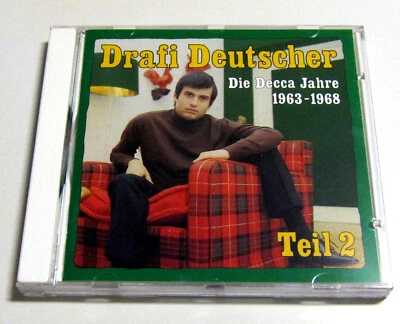 Drafi Deutscher
Die Decca Jahre
1963-1968
Teil 2